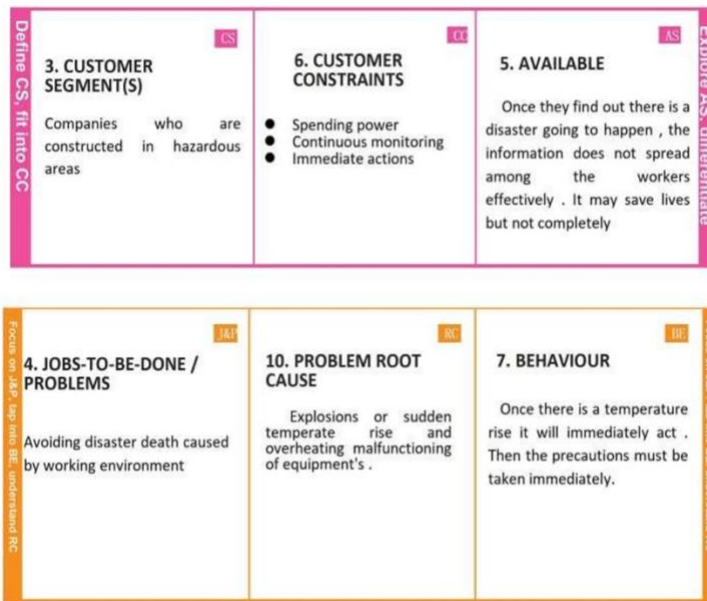 Define CS, fit into CC
CS
3. CUSTOMER
SEGMENT(S)
Companies who are
constructed in hazardous
areas
CC
6. CUSTOMER
CONSTRAINTS
● Spending power
● Continuous monitoring
● Immediate actions
AS
5. AVAILABLE
Once they find out there is a
disaster going to happen , the
information does not spread
among the workers
effectively . It may save lives
but not completely
Explore AS, differentiate
Focus on J&P, tap into BE, understand RC
J&P
4. JOBS-TO-BE-DONE /
PROBLEMS
Avoiding disaster death caused
by working environment
RC
10. PROBLEM ROOT
CAUSE
Explosions or sudden
temperate rise and
overheating malfunctioning
of equipment's .
BE
7. BEHAVIOUR
Once there is a temperature
rise it will immediately act .
Then the precautions must be
taken immediately.